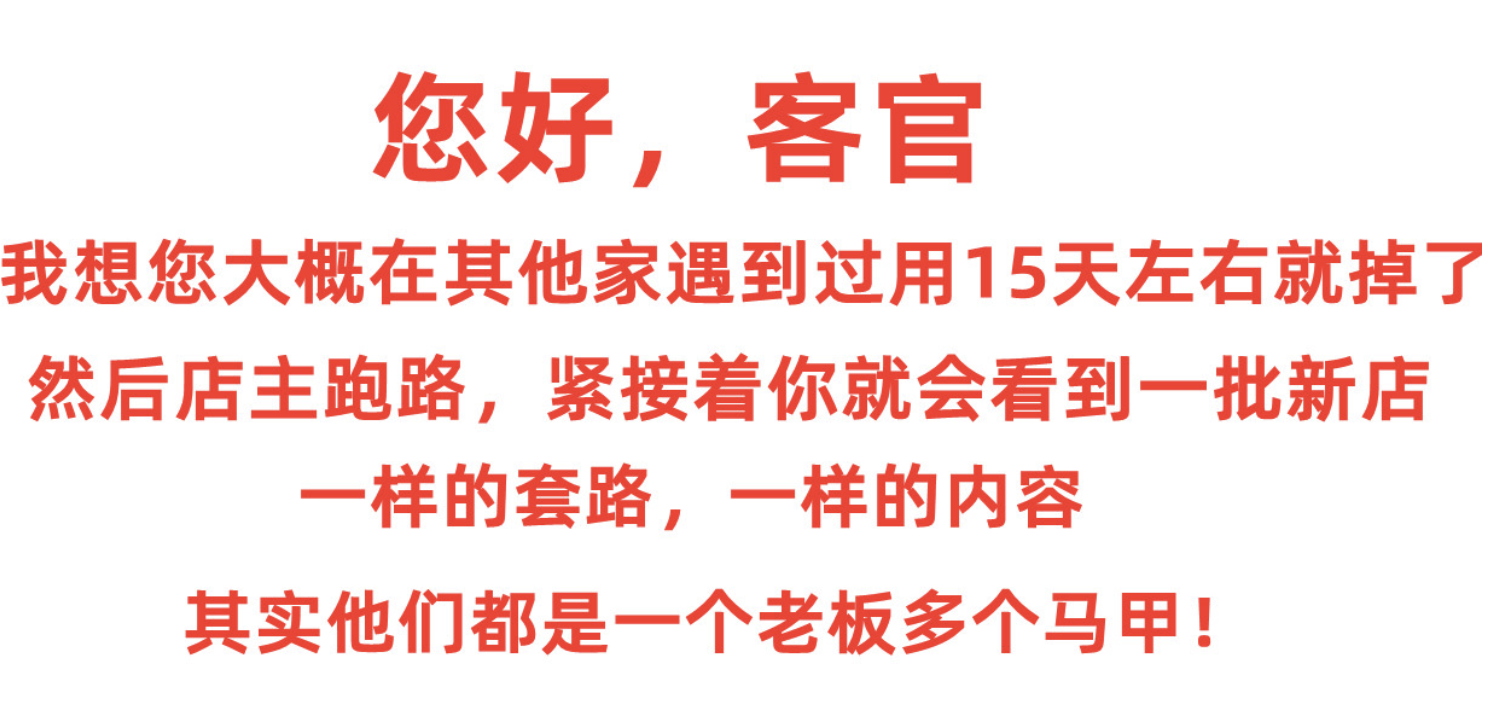 您好，客官
我想您大概在其他家遇到过用15天左右就掉了
然后店主跑路，紧接着你就会看到一批新店
一样的套路，一样的内容
其实他们都是一个老板多个马甲！